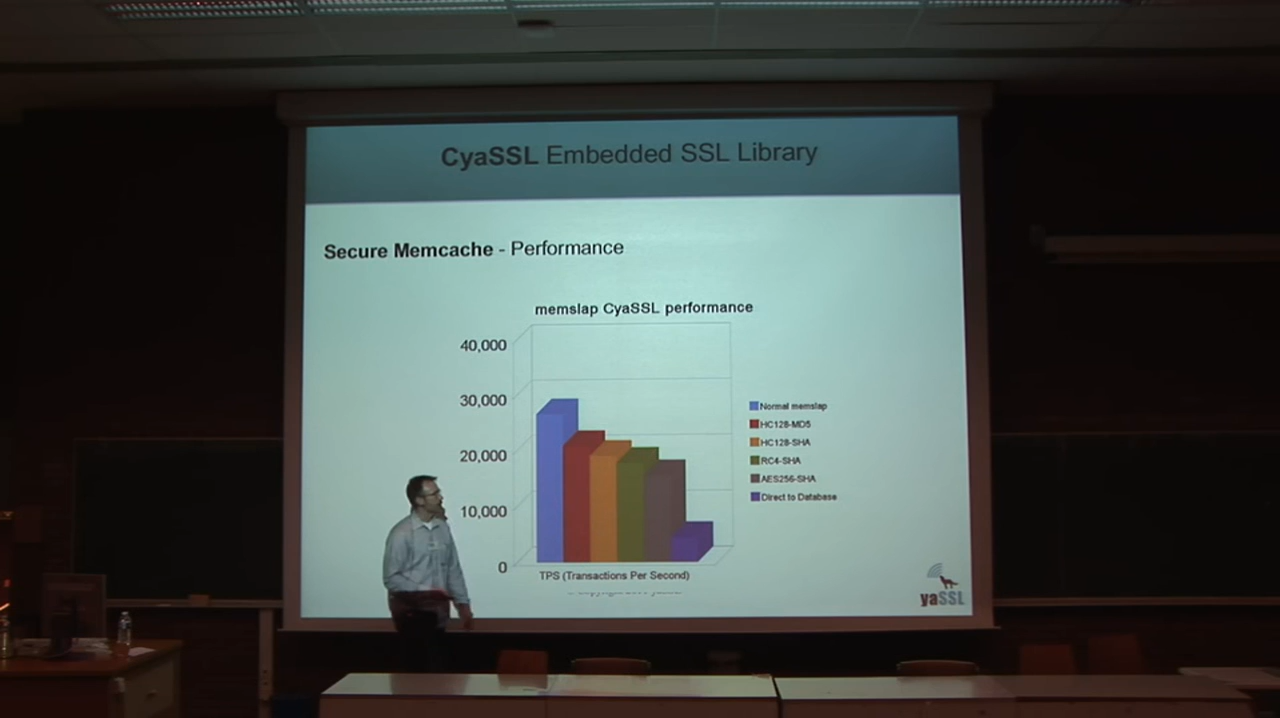 CyaSSL Embedded SSL Library
Secure Memcache - Performance
memslap CyaSSL performance
40,000
30,000
20,000
10,000
0
Normal memslap
HC128-MD5
HC128-SHA
RC4-SHA
AES256-SHA
Direct to Database
TPS (Transactions Per Second)
yaSSL